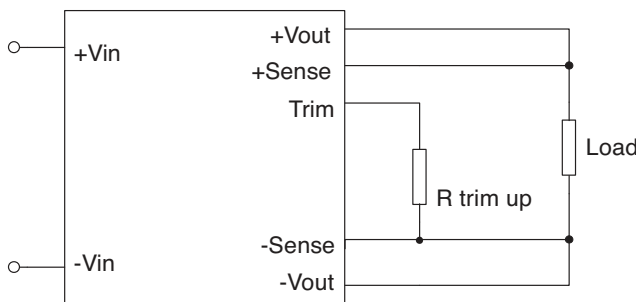 +Vout
+Vin
+Sense
Trim
Load
R trim up
-Sense
-Vin
-Vout